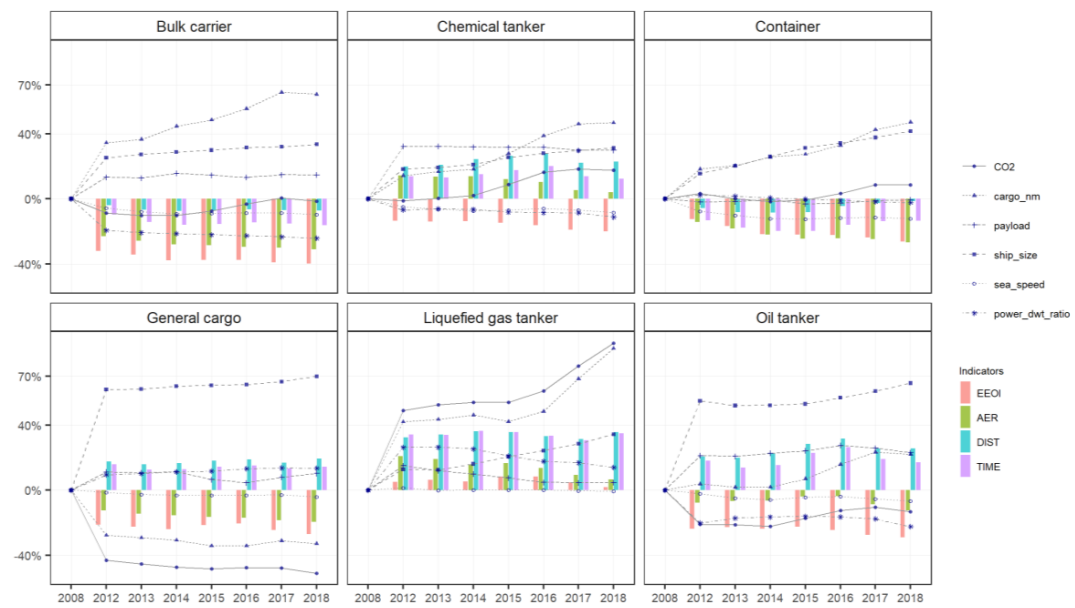 Bulk carrier
Chemical tanker
Container
70%
40%
0%
-40%
General cargo
Liquefied gas tanker
Oil tanker
70%
40%
0%
-40%
2008 2012 2013 2014 2015 2016 2017 2018
2008 2012 2013 2014 2015 2016 2017 2018
2008 2012 2013 2014 2015 2016 2017 2018
CO2
cargo_nm
payload
ship_size
sea_speed
power_dwt_ratio
Indicators
EEOI
AER
DIST
TIME